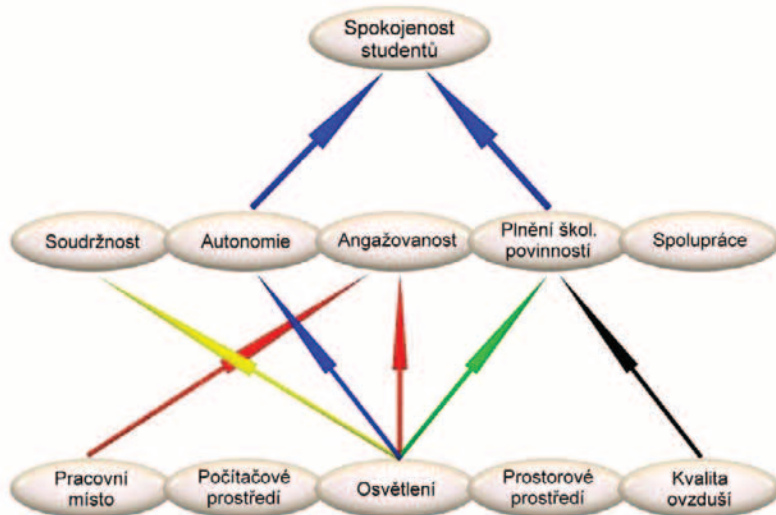 Spokojenost
studentů
Soudržnost
Autonomie
Angažovanost
Plnění škol.
povinností
Spolupráce
Pracovní
místo
Počítačové
prostředí
Osvětlení
Prostorové
prostředí
Kvalita
ovzduší